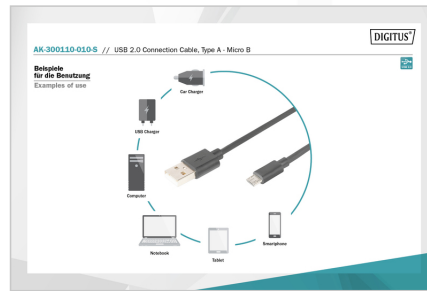 DIGITUS®
AK-300110-010-S // USB 2.0 Connection Cable, Type A - Micro B
Beispiele
für die Benutzung
Examples of use
Car Charger
USB Charger
Computer
Notebook
Tablet
Smartphone